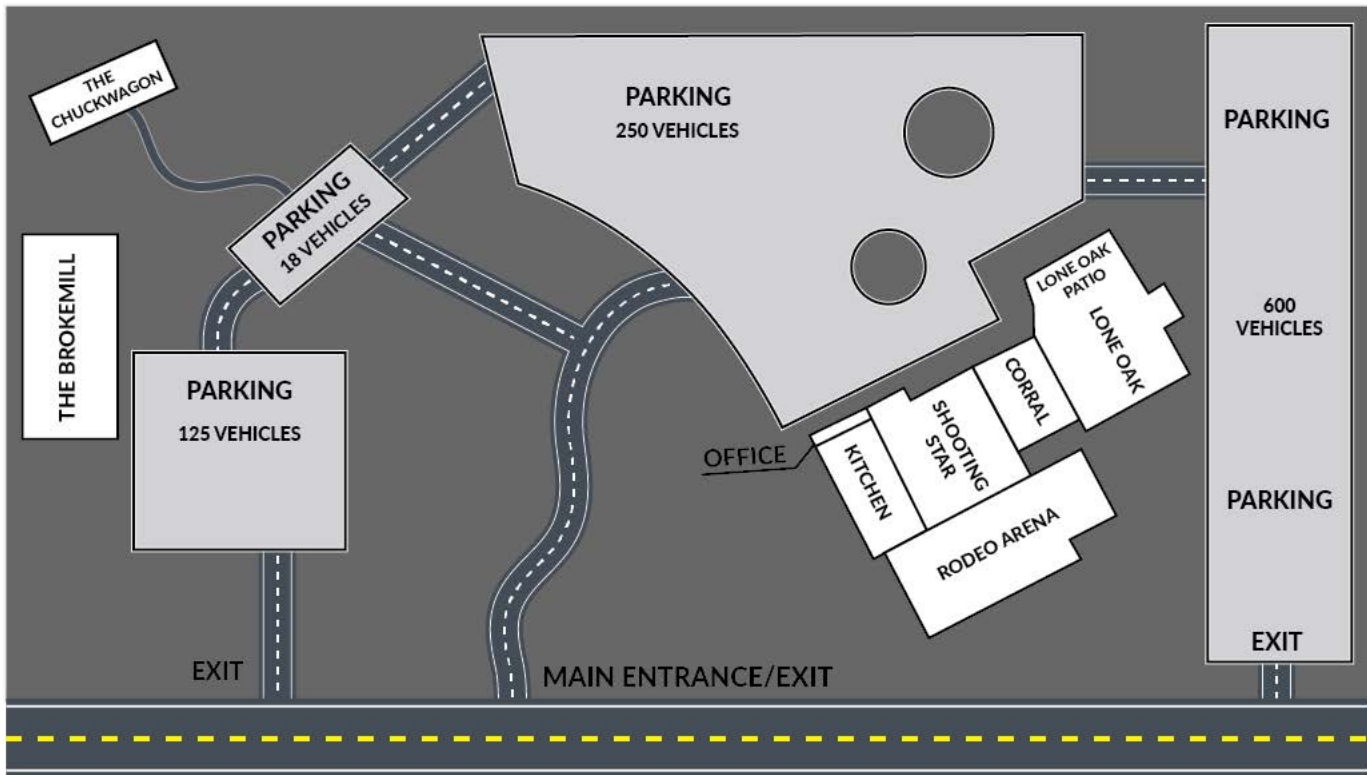 THE
CHUCKWAGON
PARKING
18 VEHICLES
PARKING
250 VEHICLES
PARKING
600
VEHICLES
PARKING
EXIT
THE BROKEMILL
PARKING
125 VEHICLES
LONE OAK
PATIO
LONE OAK
CORRAL
SHOOTING
STAR
OFFICE
KITCHEN
RODEO ARENA
EXIT
MAIN ENTRANCE/EXIT